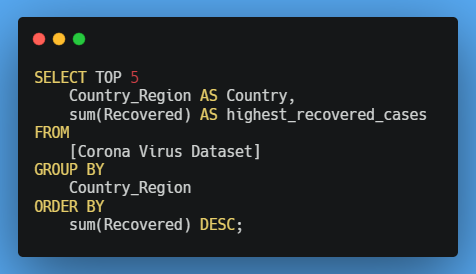 SELECT TOP 5
    Country_Region AS Country,
    sum(Recovered) AS highest_recovered_cases
FROM
    [Corona Virus Dataset]
GROUP BY
    Country_Region
ORDER BY
    sum(Recovered) DESC;